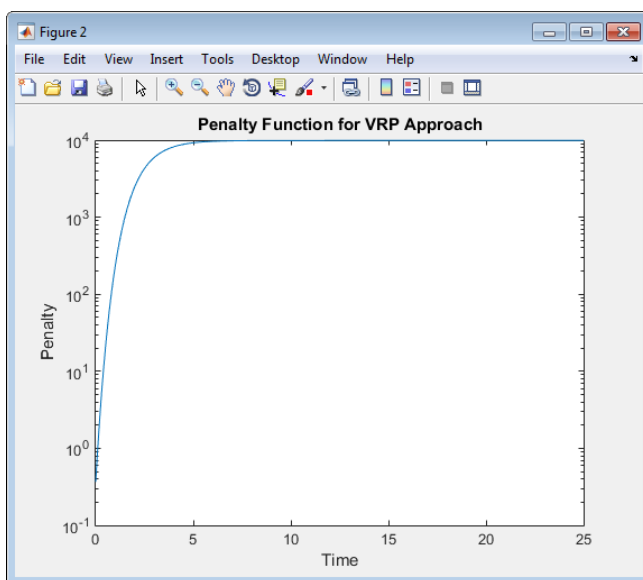 Figure 2
File Edit View Insert Tools Desktop Window Help
Penalty Function for VRP Approach
10^4
10^3
10^2
10^1
10^0
10^-1
Penalty
0 5 10 15 20 25
Time